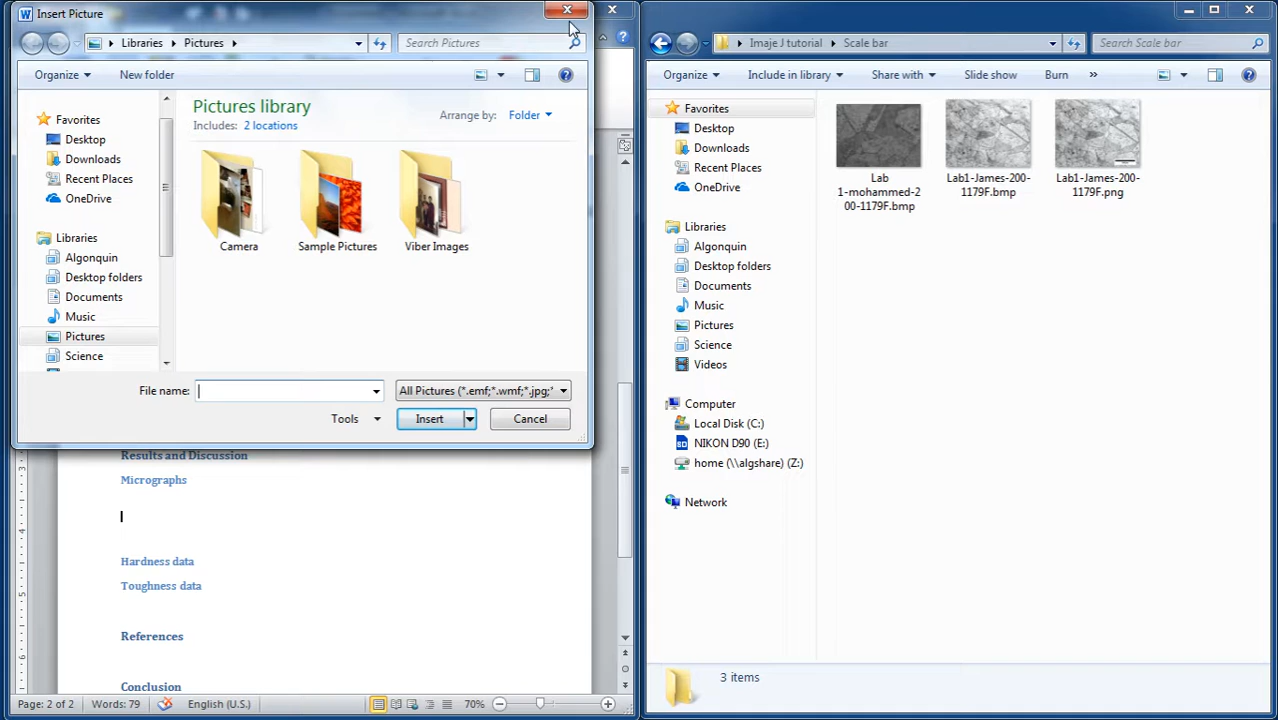 Insert Picture
Libraries
Pictures
Search Pictures
Organize
New folder
Favorites
Desktop
Downloads
Recent Places
OneDrive
Libraries
Algonquin
Desktop folders
Documents
Music
Pictures
Science
Pictures library
Includes: 2 locations
Arrange by: Folder
Camera
Sample Pictures
Viber Images
File name:
All Pictures (*.emf;*.wmf;*.jpg;*
Tools
Insert
Cancel
Results and Discussion
Micrographs
Hardness data
Toughness data
References
Conclusion
Page: 2 of 2
Words: 79
English (U.S.)
70%
Imaje J tutorial
Scale bar
Search Scale bar
Organize
Include in library
Share with
Slide show
Burn
»
Favorites
Desktop
Downloads
Recent Places
OneDrive
Libraries
Algonquin
Desktop folders
Documents
Music
Pictures
Science
Videos
Computer
Local Disk (C:)
NIKON D90 (E:)
home (\\algshare) (Z:)
Network
Lab
1-mohammed-2
00-1179F.bmp
Lab1-James-200-
1179F.bmp
Lab1-James-200-
1179F.png
3 items